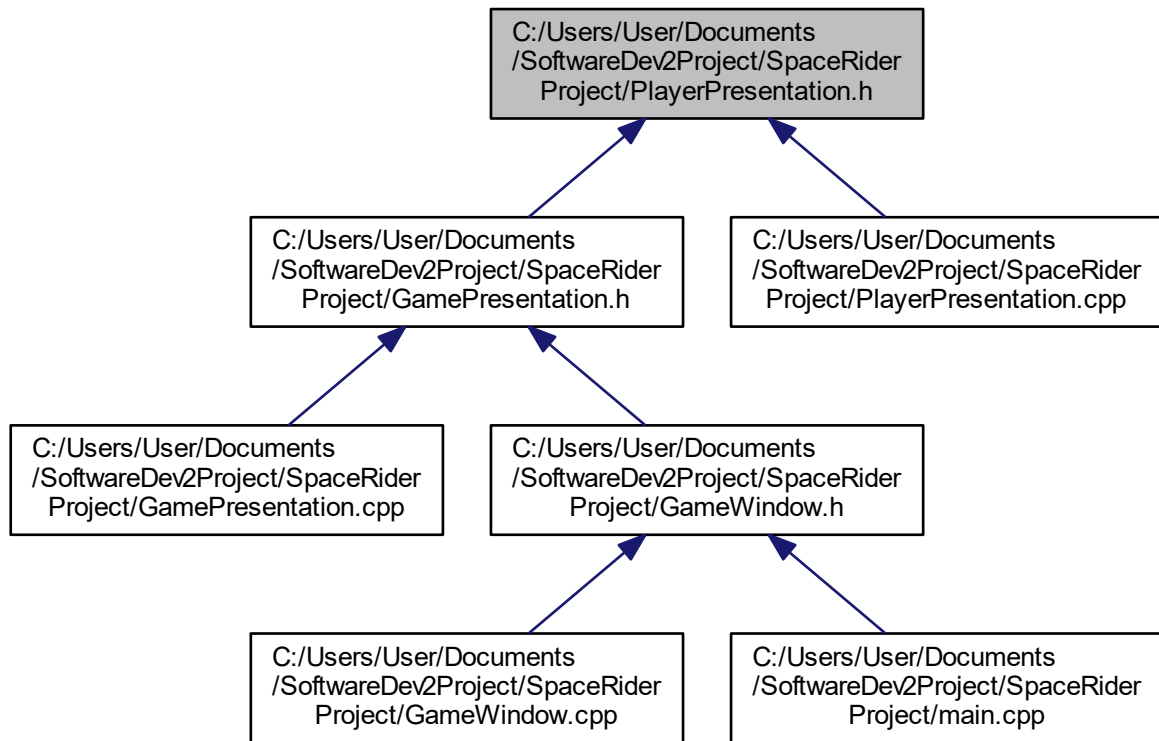 C:/Users/User/Documents
/SoftwareDev2Project/SpaceRider
Project/PlayerPresentation.h
C:/Users/User/Documents
/SoftwareDev2Project/SpaceRider
Project/GamePresentation.h
C:/Users/User/Documents
/SoftwareDev2Project/SpaceRider
Project/PlayerPresentation.cpp
C:/Users/User/Documents
/SoftwareDev2Project/SpaceRider
Project/GamePresentation.cpp
C:/Users/User/Documents
/SoftwareDev2Project/SpaceRider
Project/GameWindow.h
C:/Users/User/Documents
/SoftwareDev2Project/SpaceRider
Project/GameWindow.cpp
C:/Users/User/Documents
/SoftwareDev2Project/SpaceRider
Project/main.cpp